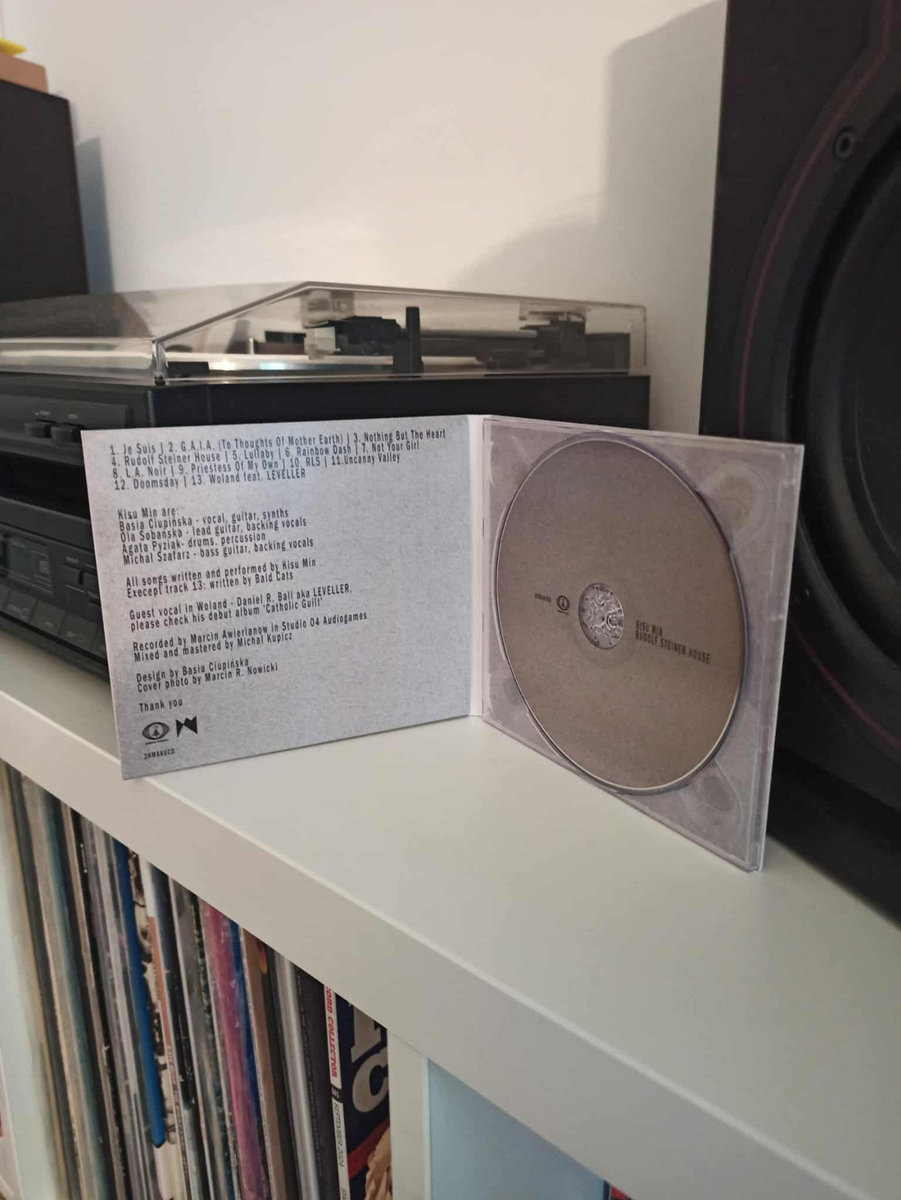 1. Je Suis | 2. G.A.I.A. (To Thoughts Of Mother Earth) | 3. Nothing But The Heart
4. Rudolf Steiner House | 5. Lullaby | 6. Rainbow Dash | 7. Not Your Girl
8. L.A. Noir | 9. Priestess Of My Own | 10. RLS | 11.Uncanny Valley
12. Doomsday | 13. Woland feat. LEVELLER
Kisu Min are:
Basia Ciupińska - vocal, guitar, synths
Ola Sobańska - lead guitar, backing vocals
Agata Pyziak- drums, percussion
Michał Szafarz - bass guitar, backing vocals
All songs written and performed by Kisu Min
Execept track 13: written by Bald Cats
Guest vocal in Woland - Daniel R. Ball aka LEVELLER,
please check his debut album 'Catholic Guilt'
Recorded by Marcin Awierianow in Studio 04 Audiogames
Mixed and mastered by Michał Kupicz
Design by Basia Ciupińska
Cover photo by Marcin R. Nowicki
Thank you
KISU MIN
RUDOLF STEINER HOUSE
RECORD COLLECTOR
SEPTEMBER